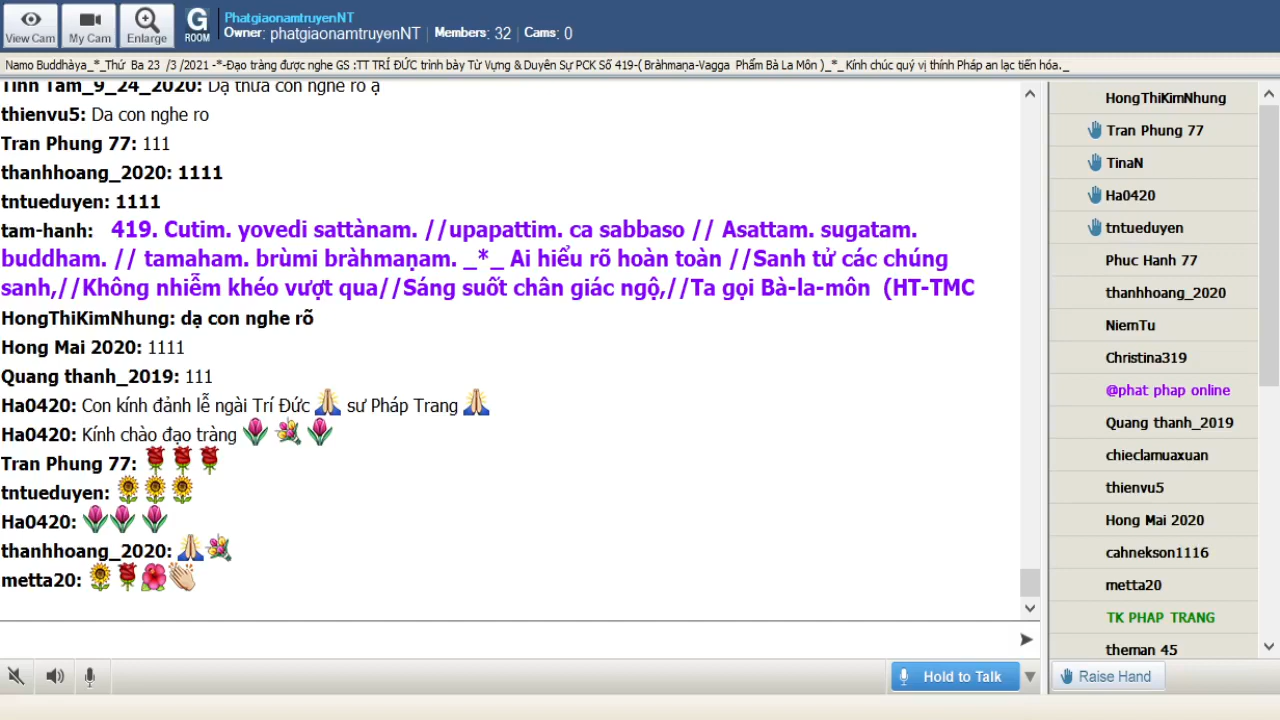 View Cam
My Cam
Enlarge
G ROOM
PhatgiaonamtruyenNT
Owner: phatgiaonamtruyenNT | Members: 32 | Cams: 0
Namo Buddhàya_*_Thứ Ba 23 /3 /2021 -*-Đạo tràng được nghe GS :TT TRÍ ĐỨC trình bày Từ Vựng & Duyên Sự PCK Số 419-( Bràhmaṇa-Vagga Phẩm Bà La Môn )_*_ Kính chúc quý vị thính Pháp an lạc tiến hóa._
Tinh Tam_9_24_2020: Dạ thưa con nghe rõ ạ
thienvu5: Da con nghe ro
Tran Phung 77: 111
thanhhoang_2020: 1111
tntueduyen: 1111
tam-hanh: 419. Cutim. yovedi sattànam. //upapattim. ca sabbaso // Asattam. sugatam.
buddham. // tamaham. brùmi bràhmaṇam. _*_ Ai hiểu rõ hoàn toàn //Sanh tử các chúng
sanh,//Không nhiễm khéo vượt qua//Sáng suốt chân giác ngộ,//Ta gọi Bà-la-môn (HT-TMC
HongThiKimNhung: dạ con nghe rõ
Hong Mai 2020: 1111
Quang thanh_2019: 111
Ha0420: Con kính đảnh lễ ngài Trí Đức 🙏 sư Pháp Trang 🙏
Ha0420: Kính chào đạo tràng 🌷 💐 🌷
Tran Phung 77: 🌹 🌹 🌹
tntueduyen: 🌻 🌻 🌻
Ha0420: 🌷 🌷 🌷
thanhhoang_2020: 🙏 💐
metta20: 🌻 🌹 🌺 👏
Hold to Talk
HongThiKimNhung
Tran Phung 77
TinaN
Ha0420
tntueduyen
Phuc Hanh 77
thanhhoang_2020
NiemTu
Christina319
@phat phap online
Quang thanh_2019
chieclamuaxuan
thienvu5
Hong Mai 2020
cahnekson1116
metta20
TK PHAP TRANG
theman 45
Raise Hand